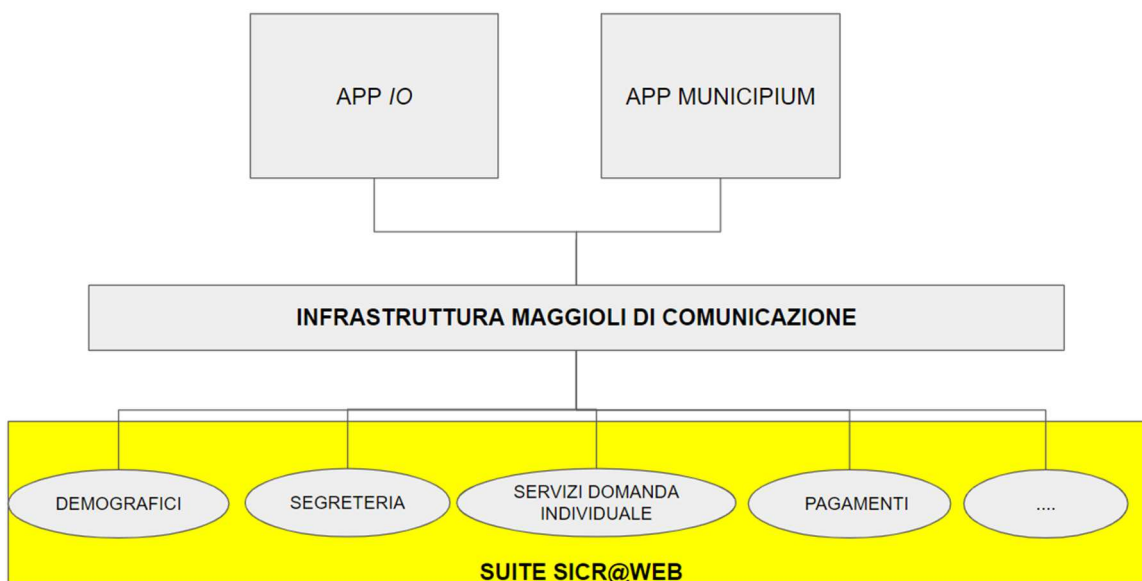 APP IO
APP MUNICIPIUM
INFRASTRUTTURA MAGGIOLI DI COMUNICAZIONE
DEMOGRAFICI
SEGRETERIA
SERVIZI DOMANDA
INDIVIDUALE
PAGAMENTI
....
SUITE SICR@WEB